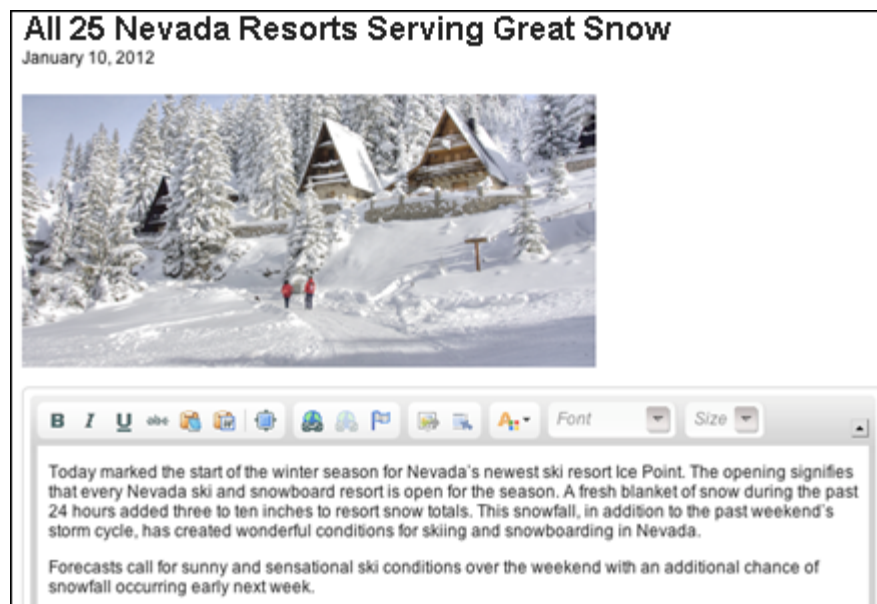 All 25 Nevada Resorts Serving Great Snow
January 10, 2012
B I U abc
Font Size
Today marked the start of the winter season for Nevada's newest ski resort Ice Point. The opening signifies
that every Nevada ski and snowboard resort is open for the season. A fresh blanket of snow during the past
24 hours added three to ten inches to resort snow totals. This snowfall, in addition to the past weekend's
storm cycle, has created wonderful conditions for skiing and snowboarding in Nevada.
Forecasts call for sunny and sensational ski conditions over the weekend with an additional chance of
snowfall occurring early next week.